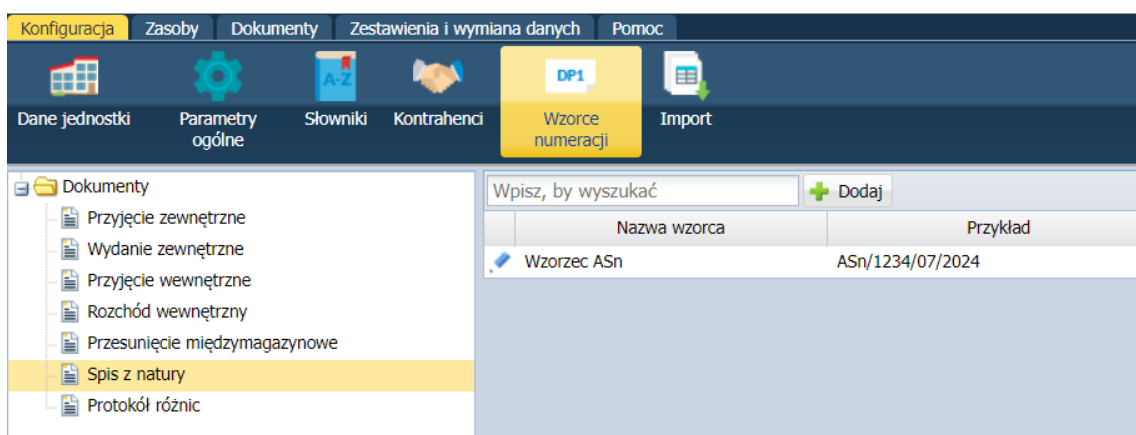 Konfiguracja Zasoby Dokumenty Zestawienia i wymiana danych Pomoc
A-Z DP1
Dane jednostki Parametry ogólne Słowniki Kontrahenci Wzorce numeracji Import
Dokumenty
Przyjęcie zewnętrzne
Wydanie zewnętrzne
Przyjęcie wewnętrzne
Rozchód wewnętrzny
Przesunięcie międzymagazynowe
Spis z natury
Protokół różnic
Wpisz, by wyszukać Dodaj
Nazwa wzorca Przykład
Wzorzec ASn ASn/1234/07/2024